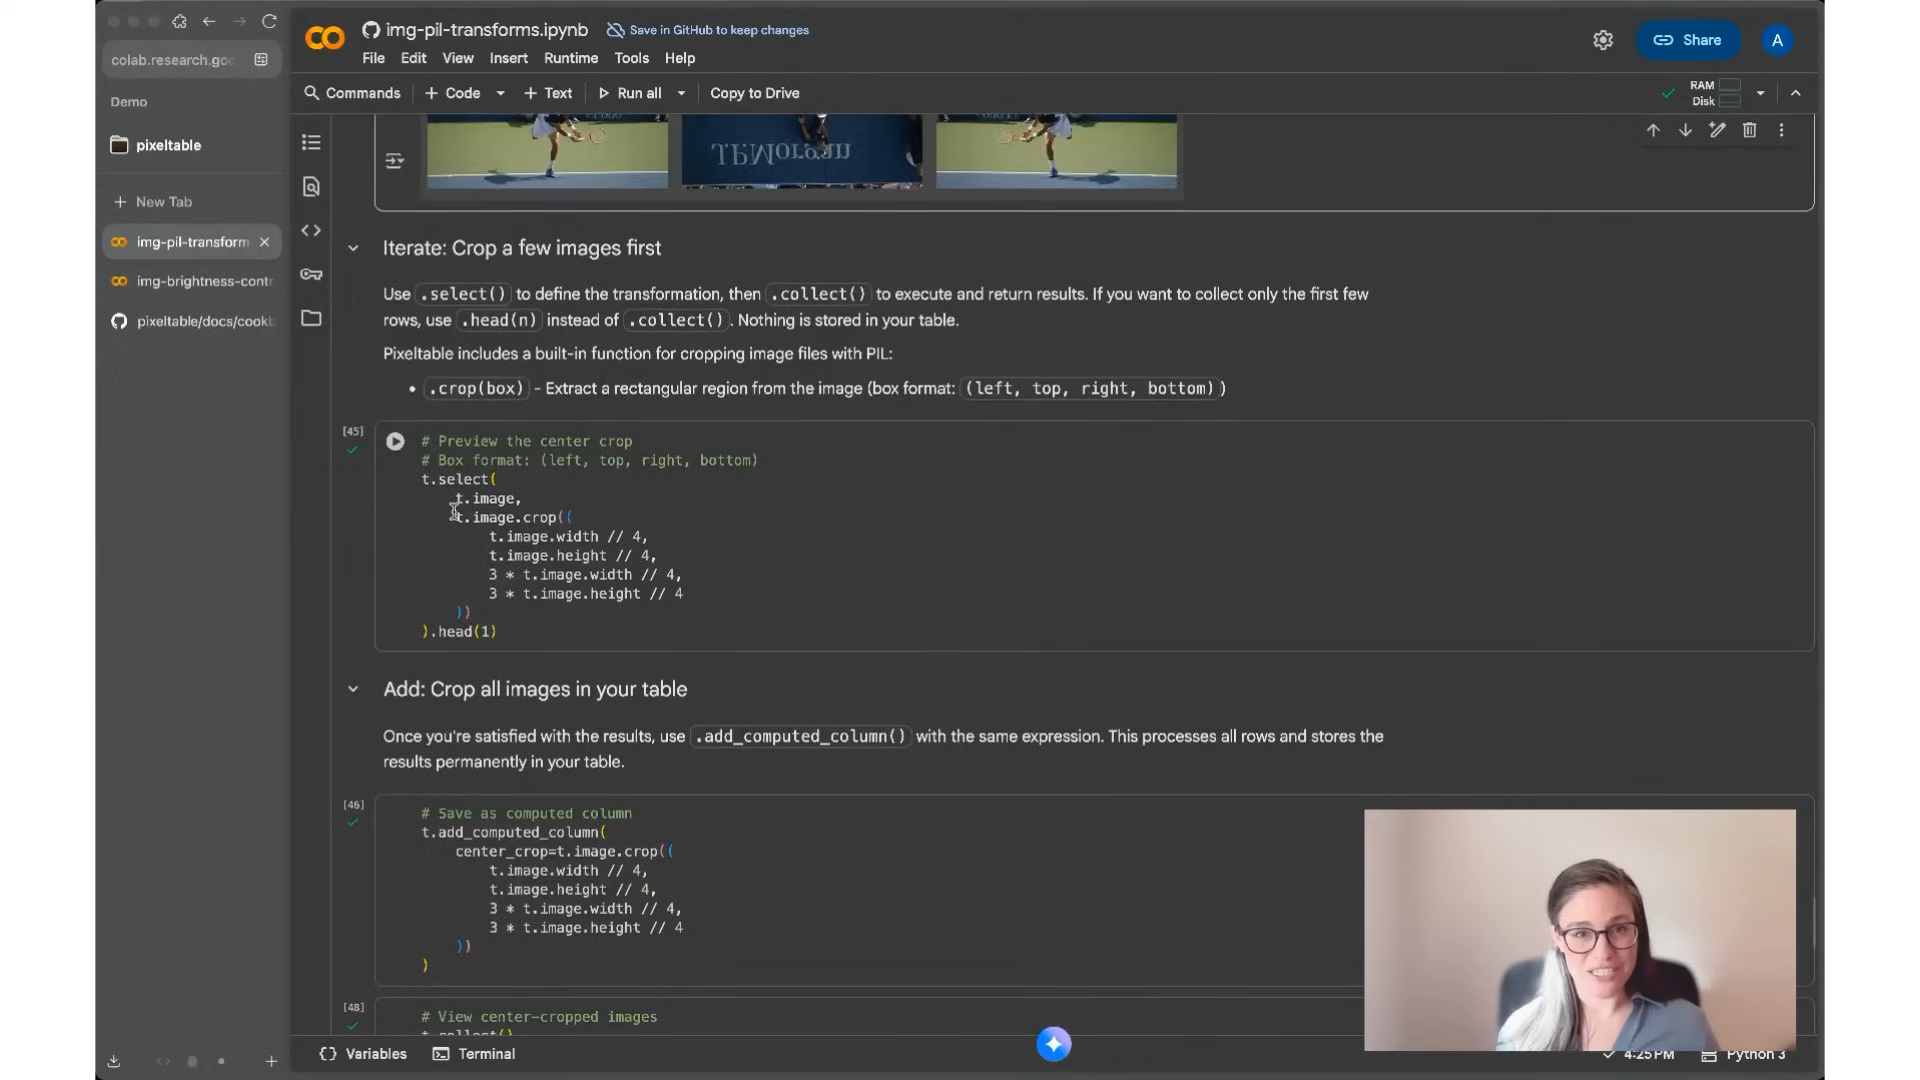 colab.research.goo
Demo
pixeltable
New Tab
img-pil-transform
img-brightness-contr
pixeltable/docs/cookb
img-pil-transforms.ipynb
Save in GitHub to keep changes
File Edit View Insert Runtime Tools Help
Share
A
Commands
+ Code
+ Text
Run all
Copy to Drive
RAM
Disk
J.P.Morgan
Iterate: Crop a few images first
Use .select() to define the transformation, then .collect() to execute and return results. If you want to collect only the first few
rows, use .head(n) instead of .collect(). Nothing is stored in your table.
Pixeltable includes a built-in function for cropping image files with PIL:
• .crop(box) - Extract a rectangular region from the image (box format: (left, top, right, bottom))
[45]
# Preview the center crop
# Box format: (left, top, right, bottom)
t.select(
t.image,
t.image.crop((
t.image.width // 4,
t.image.height // 4,
3 * t.image.width // 4,
3 * t.image.height // 4
))
).head(1)
Add: Crop all images in your table
Once you're satisfied with the results, use .add_computed_column() with the same expression. This processes all rows and stores the
results permanently in your table.
[46]
# Save as computed column
t.add_computed_column(
center_crop=t.image.crop((
t.image.width // 4,
t.image.height // 4,
3 * t.image.width // 4,
3 * t.image.height // 4
))
)
[48]
# View center-cropped images
t.collect()
Variables
Terminal
4:25 PM
Python 3